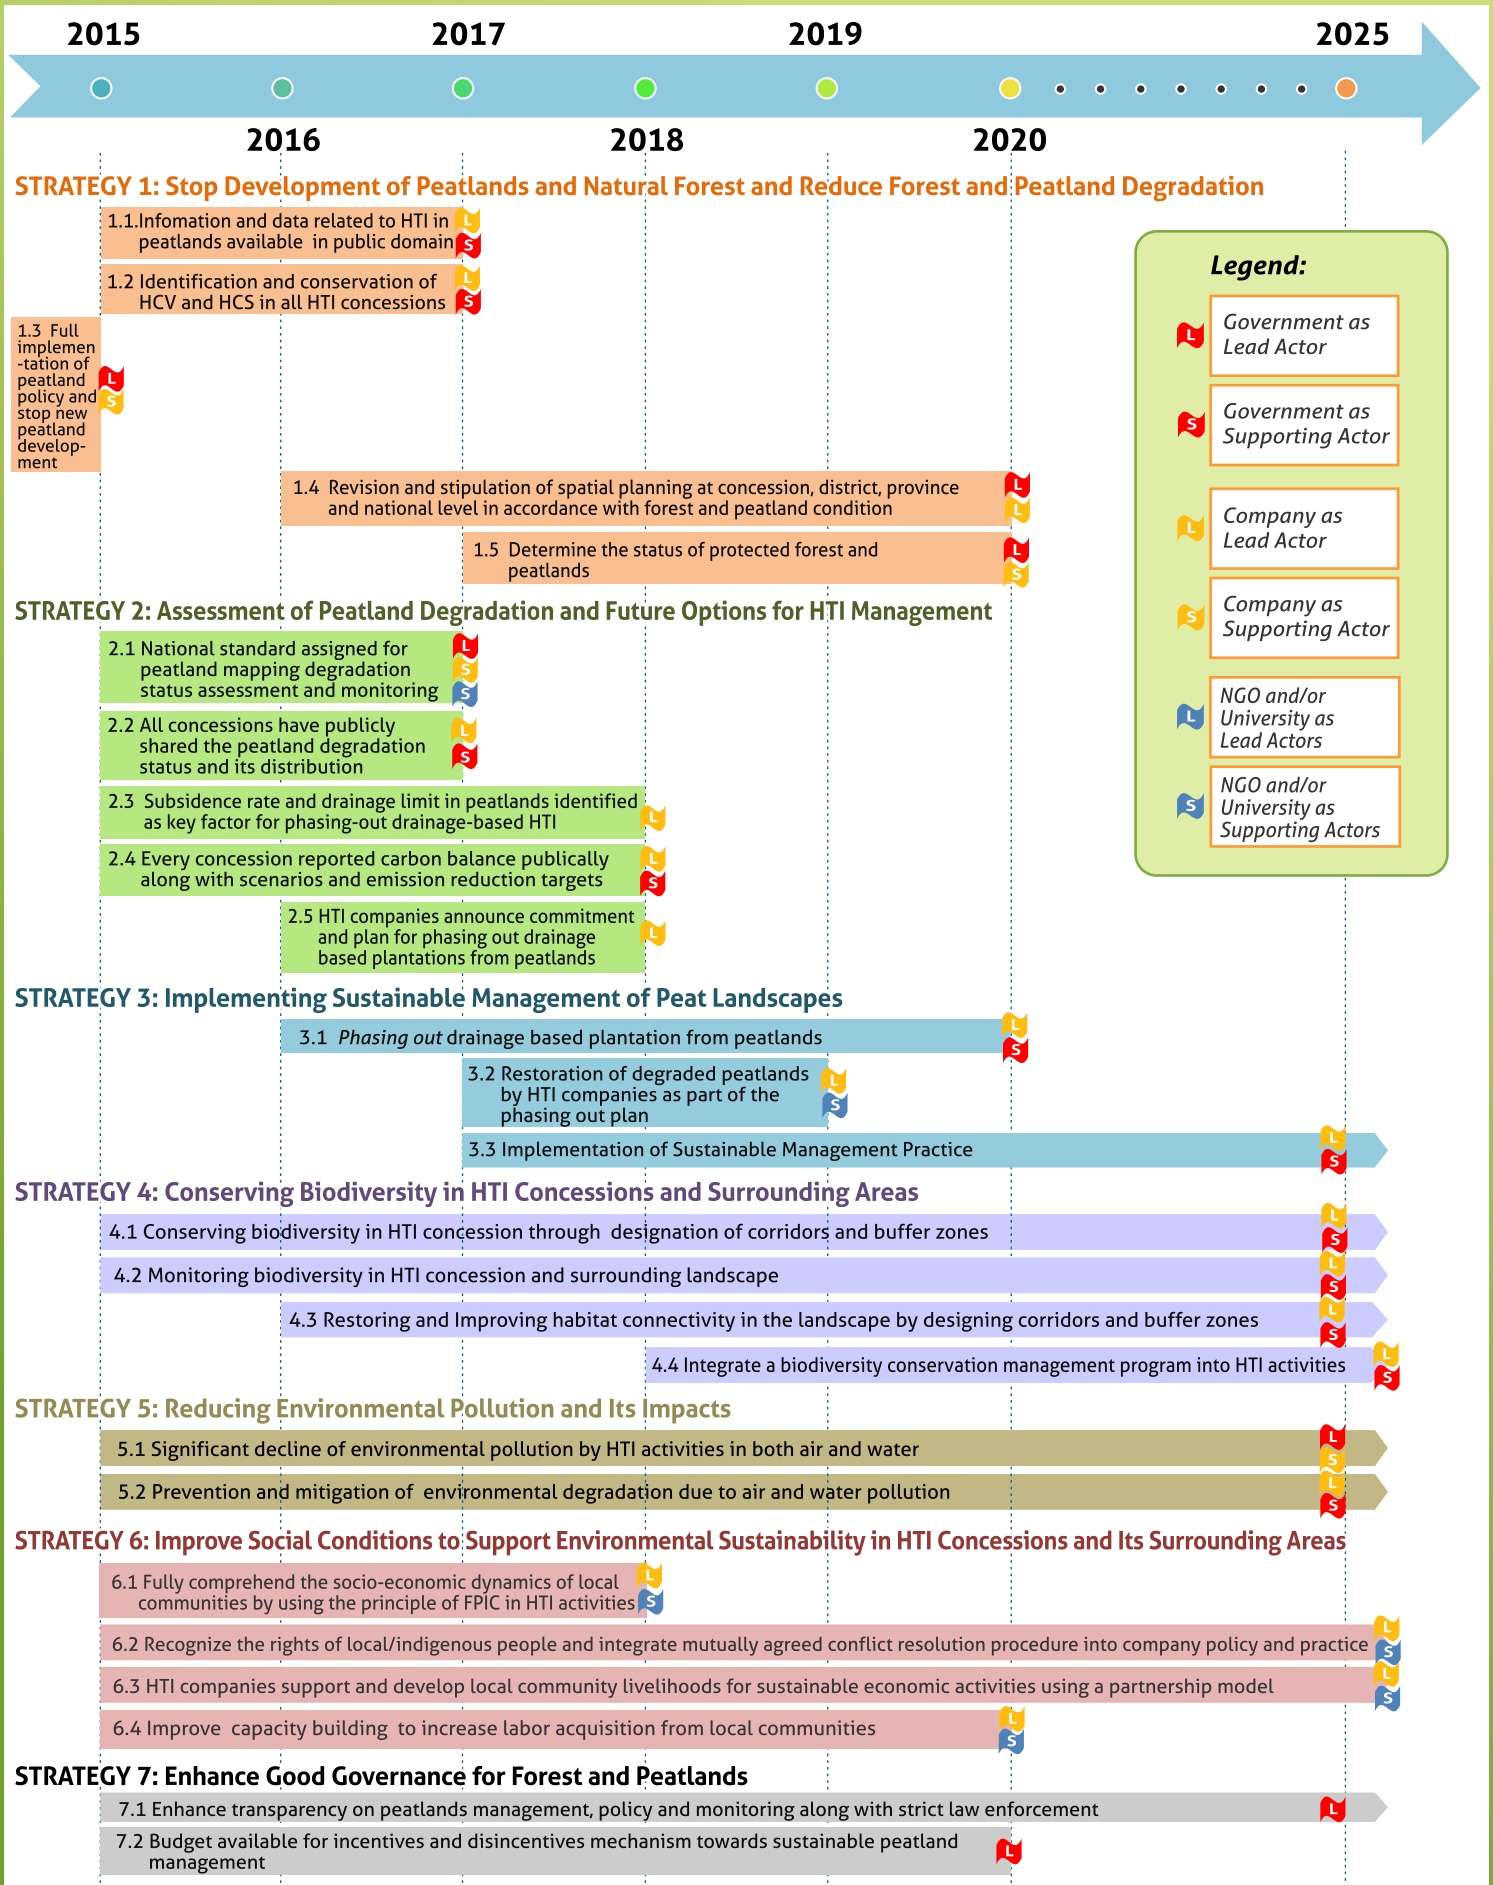 2015
2017
2019
2025
2016
2018
2020
STRATEGY 1: Stop Development of Peatlands and Natural Forest and Reduce Forest and Peatland Degradation
1.1.Infomation and data related to HTI in
peatlands available in public domain
L
S
1.2 Identification and conservation of
HCV and HCS in all HTI concessions
L
S
1.3 Full
implemen
-tation of
peatland
policy and
stop new
peatland
develop-
ment
L
S
1.4 Revision and stipulation of spatial planning at concession, district, province
and national level in accordance with forest and peatland condition
L
L
1.5 Determine the status of protected forest and
peatlands
L
S
Legend:
L
Government as
Lead Actor
S
Government as
Supporting Actor
L
Company as
Lead Actor
S
Company as
Supporting Actor
L
NGO and/or
University as
Lead Actors
S
NGO and/or
University as
Supporting Actors
STRATEGY 2: Assessment of Peatland Degradation and Future Options for HTI Management
2.1 National standard assigned for
peatland mapping degradation
status assessment and monitoring
L
S
S
2.2 All concessions have publicly
shared the peatland degradation
status and its distribution
L
S
2.3 Subsidence rate and drainage limit in peatlands identified
as key factor for phasing-out drainage-based HTI
L
2.4 Every concession reported carbon balance publically
along with scenarios and emission reduction targets
L
S
2.5 HTI companies announce commitment
and plan for phasing out drainage
based plantations from peatlands
L
STRATEGY 3: Implementing Sustainable Management of Peat Landscapes
3.1 Phasing out drainage based plantation from peatlands
L
S
3.2 Restoration of degraded peatlands
by HTI companies as part of the
phasing out plan
L
S
3.3 Implementation of Sustainable Management Practice
L
S
STRATEGY 4: Conserving Biodiversity in HTI Concessions and Surrounding Areas
4.1 Conserving biodiversity in HTI concession through designation of corridors and buffer zones
L
S
4.2 Monitoring biodiversity in HTI concession and surrounding landscape
L
S
4.3 Restoring and Improving habitat connectivity in the landscape by designing corridors and buffer zones
L
S
4.4 Integrate a biodiversity conservation management program into HTI activities
L
S
STRATEGY 5: Reducing Environmental Pollution and Its Impacts
5.1 Significant decline of environmental pollution by HTI activities in both air and water
L
S
5.2 Prevention and mitigation of environmental degradation due to air and water pollution
L
S
STRATEGY 6: Improve Social Conditions to Support Environmental Sustainability in HTI Concessions and Its Surrounding Areas
6.1 Fully comprehend the socio-economic dynamics of local
communities by using the principle of FPIC in HTI activities
L
S
6.2 Recognize the rights of local/indigenous people and integrate mutually agreed conflict resolution procedure into company policy and practice
L
S
6.3 HTI companies support and develop local community livelihoods for sustainable economic activities using a partnership model
L
S
6.4 Improve capacity building to increase labor acquisition from local communities
L
S
STRATEGY 7: Enhance Good Governance for Forest and Peatlands
7.1 Enhance transparency on peatlands management, policy and monitoring along with strict law enforcement
L
7.2 Budget available for incentives and disincentives mechanism towards sustainable peatland
management
L